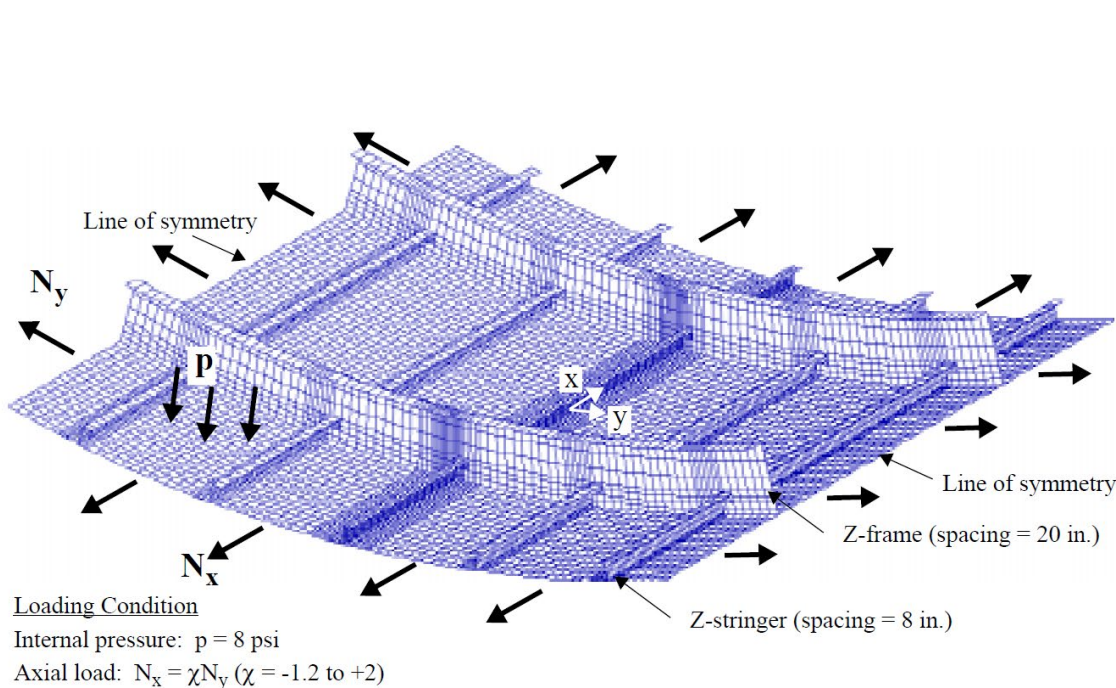 Line of symmetry
Ny
p
x
y
Line of symmetry
Z-frame (spacing = 20 in.)
Nx
Z-stringer (spacing = 8 in.)
Loading Condition
Internal pressure:  p = 8 psi
Axial load:  Nx = χNy (χ = -1.2 to +2)